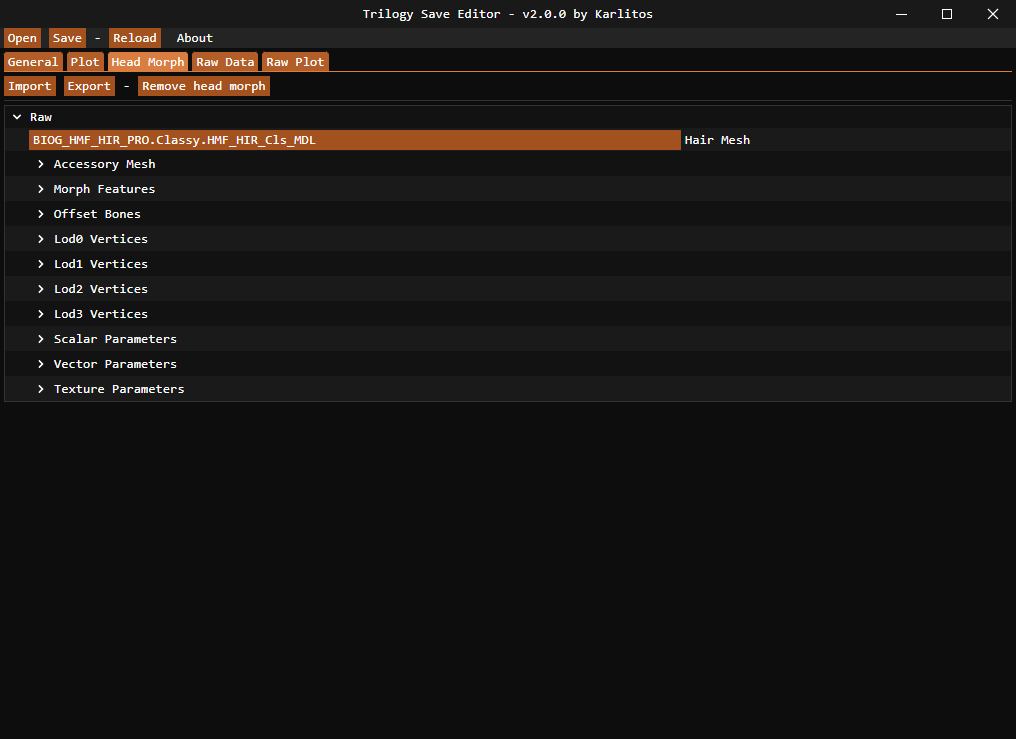 Trilogy Save Editor - v2.0.0 by Karlitos
Open Save - Reload About
General Plot Head Morph Raw Data Raw Plot
Import Export - Remove head morph
Raw
BIOG_HMF_HIR_PRO.Classy.HMF_HIR_Cls_MDL Hair Mesh
Accessory Mesh
Morph Features
Offset Bones
Lod0 Vertices
Lod1 Vertices
Lod2 Vertices
Lod3 Vertices
Scalar Parameters
Vector Parameters
Texture Parameters